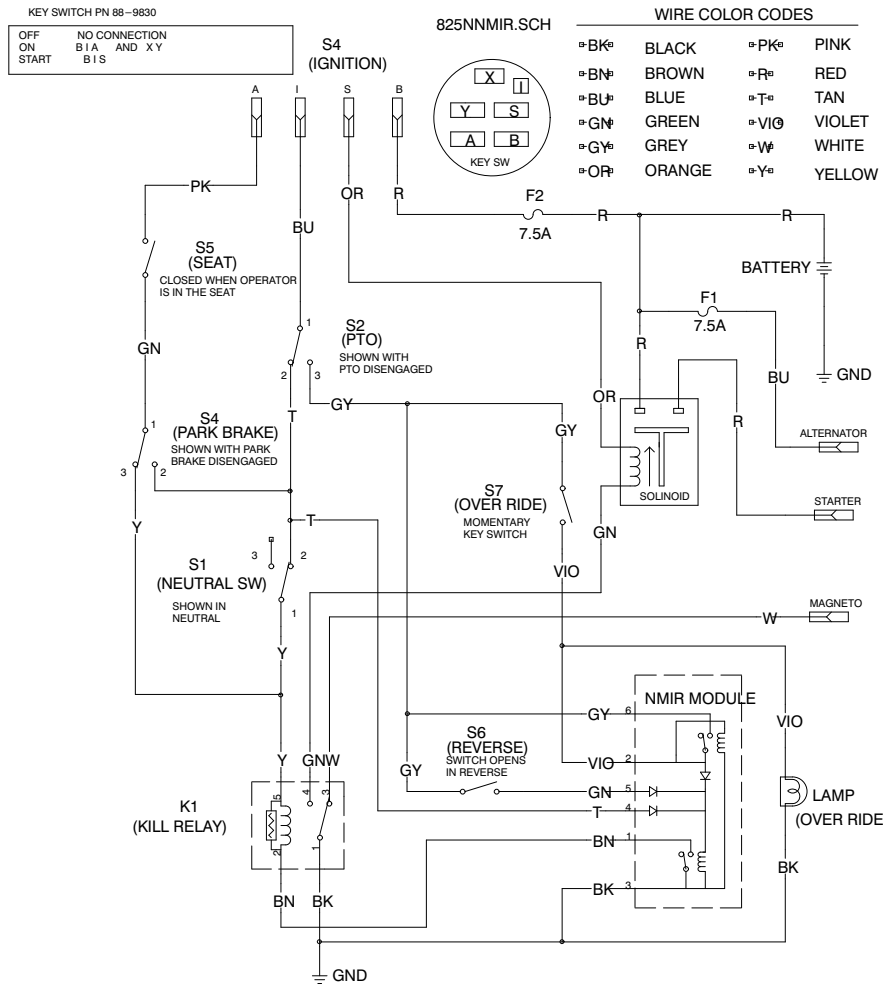 KEY SWITCH PN 88-9830
OFF NO CONNECTION
ON B I A AND X Y
START B I S
S4
(IGNITION)
A I S B
825NNMIR.SCH
X I
Y S
A B
KEY SW
WIRE COLOR CODES
BK BLACK PK PINK
BN BROWN R RED
BU BLUE T TAN
GN GREEN VIO VIOLET
GY GREY W WHITE
OR ORANGE Y YELLOW
PK
OR
R
F2
7.5A
R
R
BU
S5
(SEAT)
CLOSED WHEN OPERATOR
IS IN THE SEAT
BATTERY
F1
7.5A
GND
GN
1
S2
(PTO)
SHOWN WITH
PTO DISENGAGED
2 3
R
BU
T
GY
OR
R
S4
(PARK BRAKE)
SHOWN WITH PARK
BRAKE DISENGAGED
1
3 2
GY
ALTERNATOR
SOLINOID
S7
(OVER RIDE)
MOMENTARY
KEY SWITCH
STARTER
Y
T
GN
S1
(NEUTRAL SW)
SHOWN IN
NEUTRAL
3 2
1
VIO
MAGNETO
W
Y
NMIR MODULE
GY 6
VIO
S6
(REVERSE)
SWITCH OPENS
IN REVERSE
Y
GN
W
GY
VIO 2
GN 5
T 4
BN 1
BK 3
K1
(KILL RELAY)
5
4 3
2 1
LAMP
(OVER RIDE
BK
BN
BK
GND